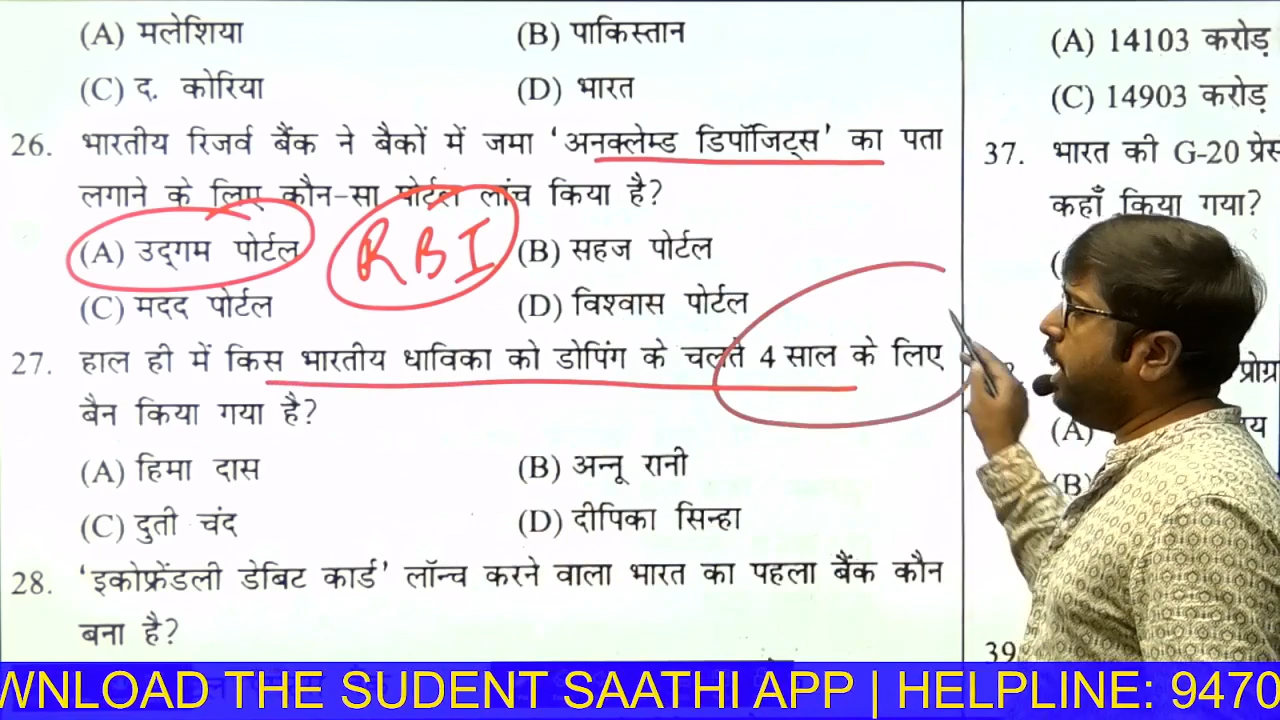 (A) मलेशिया (B) पाकिस्तान
(C) द. कोरिया (D) भारत
26. भारतीय रिजर्व बैंक ने बैकों में जमा ‘अनक्लेम्ड डिपॉजिट्स’ का पता
लगाने के लिए कौन-सा पोर्टल लांच किया है?
(A) उद्‌गम पोर्टल RBI (B) सहज पोर्टल
(C) मदद पोर्टल (D) विश्वास पोर्टल
27. हाल ही में किस भारतीय धाविका को डोपिंग के चलते 4 साल के लिए
बैन किया गया है?
(A) हिमा दास (B) अन्नू रानी
(C) दुती चंद (D) दीपिका सिन्हा
28. ‘इकोफ्रेंडली डेबिट कार्ड’ लॉन्च करने वाला भारत का पहला बैंक कौन
बना है?
(A) 14103 करोड़
(C) 14903 करोड़
37. भारत की G-20 प्रेस
कहाँ किया गया?
प्रोग्र
(A)
(B)
39
WNLOAD THE SUDENT SAATHI APP | HELPLINE: 9470